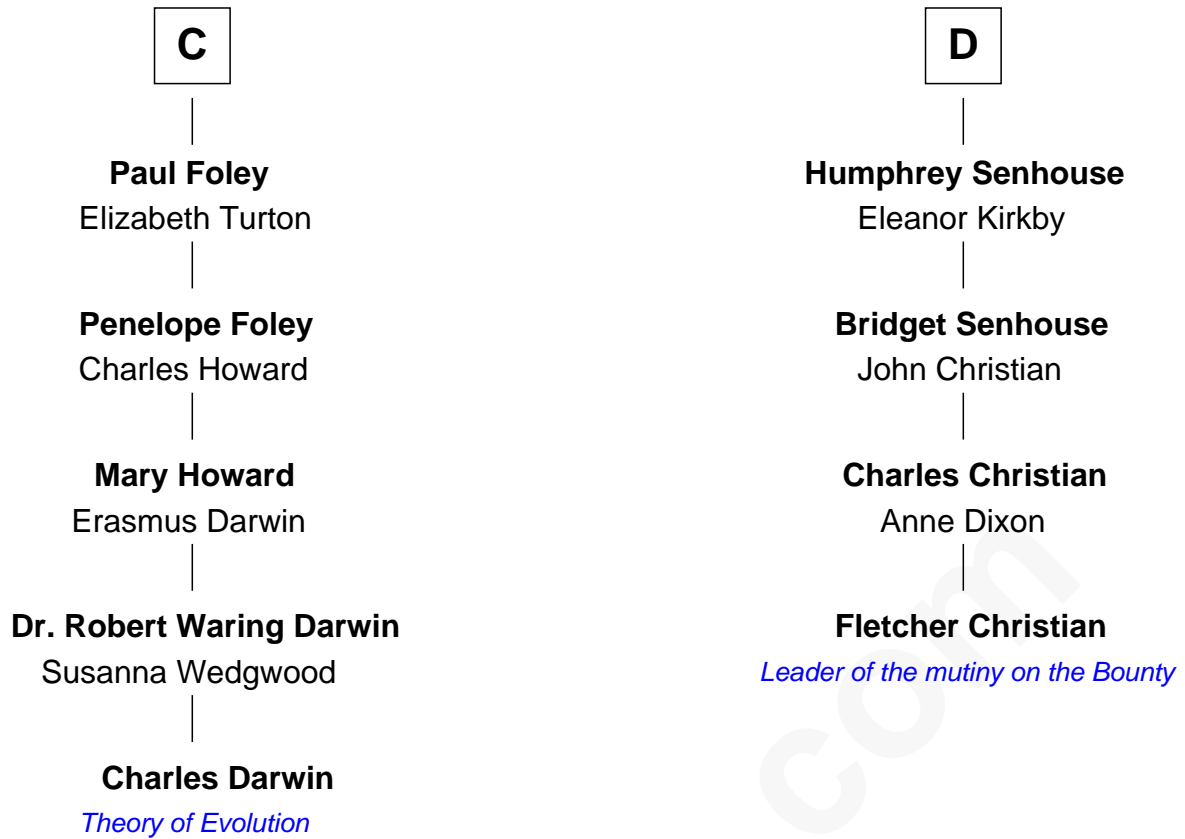 C
Paul Foley
Elizabeth Turton
Penelope Foley
Charles Howard
Mary Howard
Erasmus Darwin
Dr. Robert Waring Darwin
Susanna Wedgwood
Charles Darwin
Theory of Evolution
D
Humphrey Senhouse
Eleanor Kirkby
Bridget Senhouse
John Christian
Charles Christian
Anne Dixon
Fletcher Christian
Leader of the mutiny on the Bounty
com